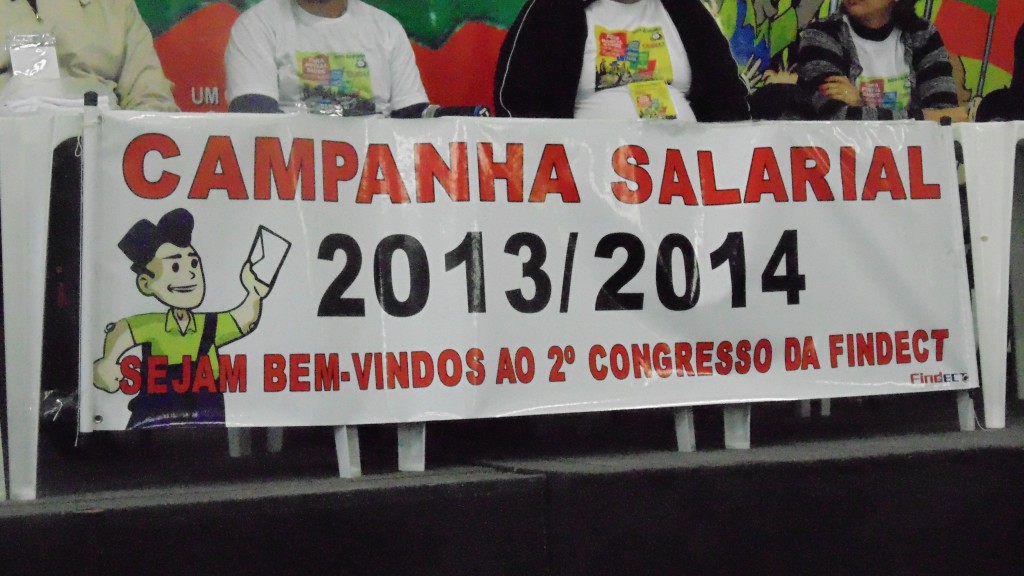 UM
CAMPANHA SALARIAL
2013/2014
SEJAM BEM-VINDOS AO 2º CONGRESSO DA FINDECT
FindECT